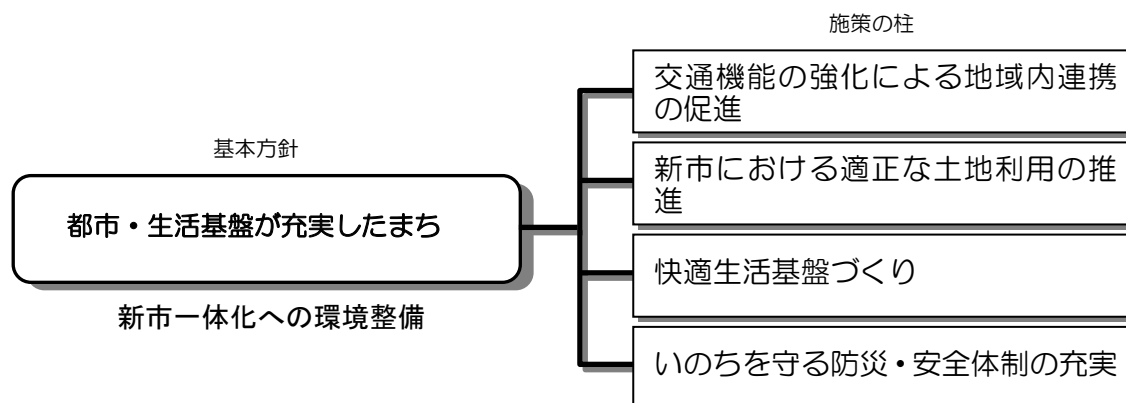 施策の柱
交通機能の強化による地域内連携
の促進
基本方針
新市における適正な土地利用の推
進
都市・生活基盤が充実したまち
快適生活基盤づくり
新市一体化への環境整備
いのちを守る防災・安全体制の充実